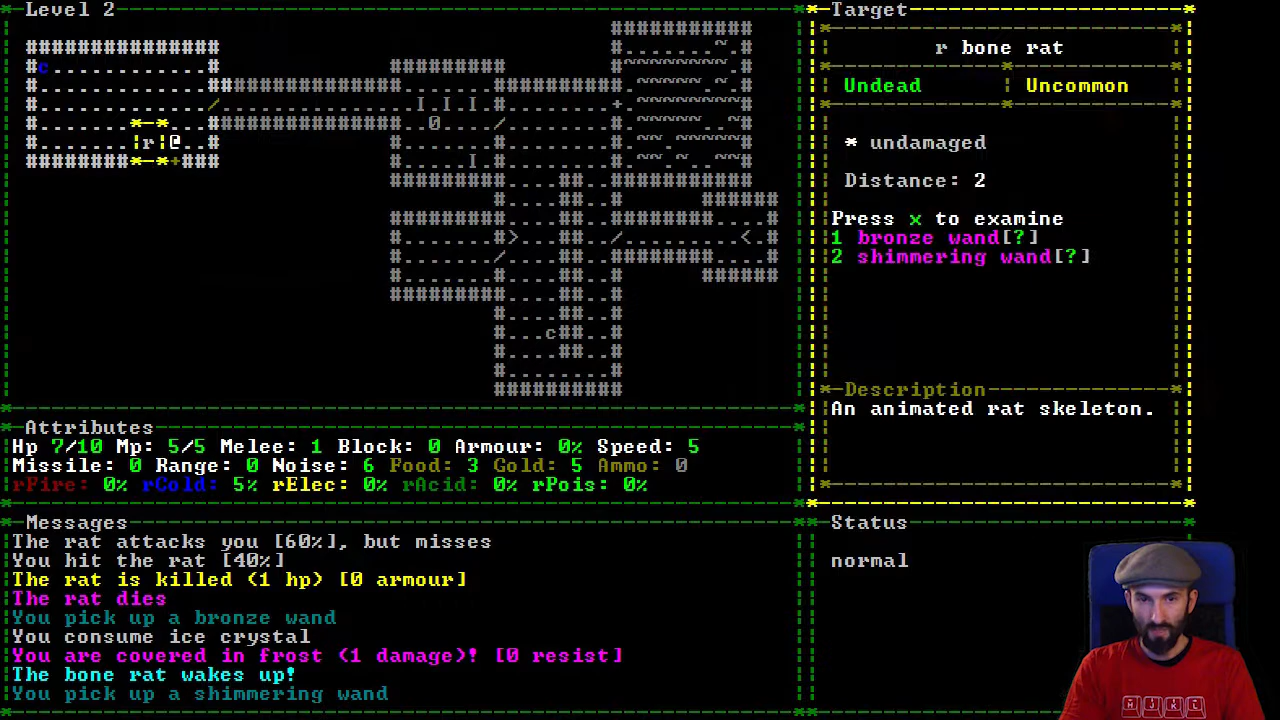 Level 2
###########
############### #.......~.#
#c............# ######### #~~~~~~~~.#
#.............################.......##########.~~~~~.~~.#
#............./...............I.I.I.#........+.~~~~~~~~#
#.......*-*...##############..0..../........#.~~~~~..~#
#.......¦r¦@..# #.......#........#.~~.~~~~~#
########*-*+### #.....I.#........#.~~.~..~~#
#########....##..###########
#....##..# ######
#########....##..########....#
#.......#>...##../.........<.#
#......./....##..########....#
#.......#....##..# ######
#########....##..#
#....##..#
#...c##..#
#....##..#
#........#
##########
Attributes
Hp 7/10 Mp: 5/5 Melee: 1 Block: 0 Armour: 0% Speed: 5
Missile: 0 Range: 0 Noise: 6 Food: 3 Gold: 5 Ammo: 0
rFire: 0% rCold: 5% rElec: 0% rAcid: 0% rPois: 0%
Messages
The rat attacks you [60%], but misses
You hit the rat [40%]
The rat is killed (1 hp) [0 armour]
The rat dies
You pick up a bronze wand
You consume ice crystal
You are covered in frost (1 damage)! [0 resist]
The bone rat wakes up!
You pick up a shimmering wand
Target
r bone rat
Undead Uncommon
* undamaged
Distance: 2
Press x to examine
1 bronze wand[?]
2 shimmering wand[?]
Description
An animated rat skeleton.
Status
normal